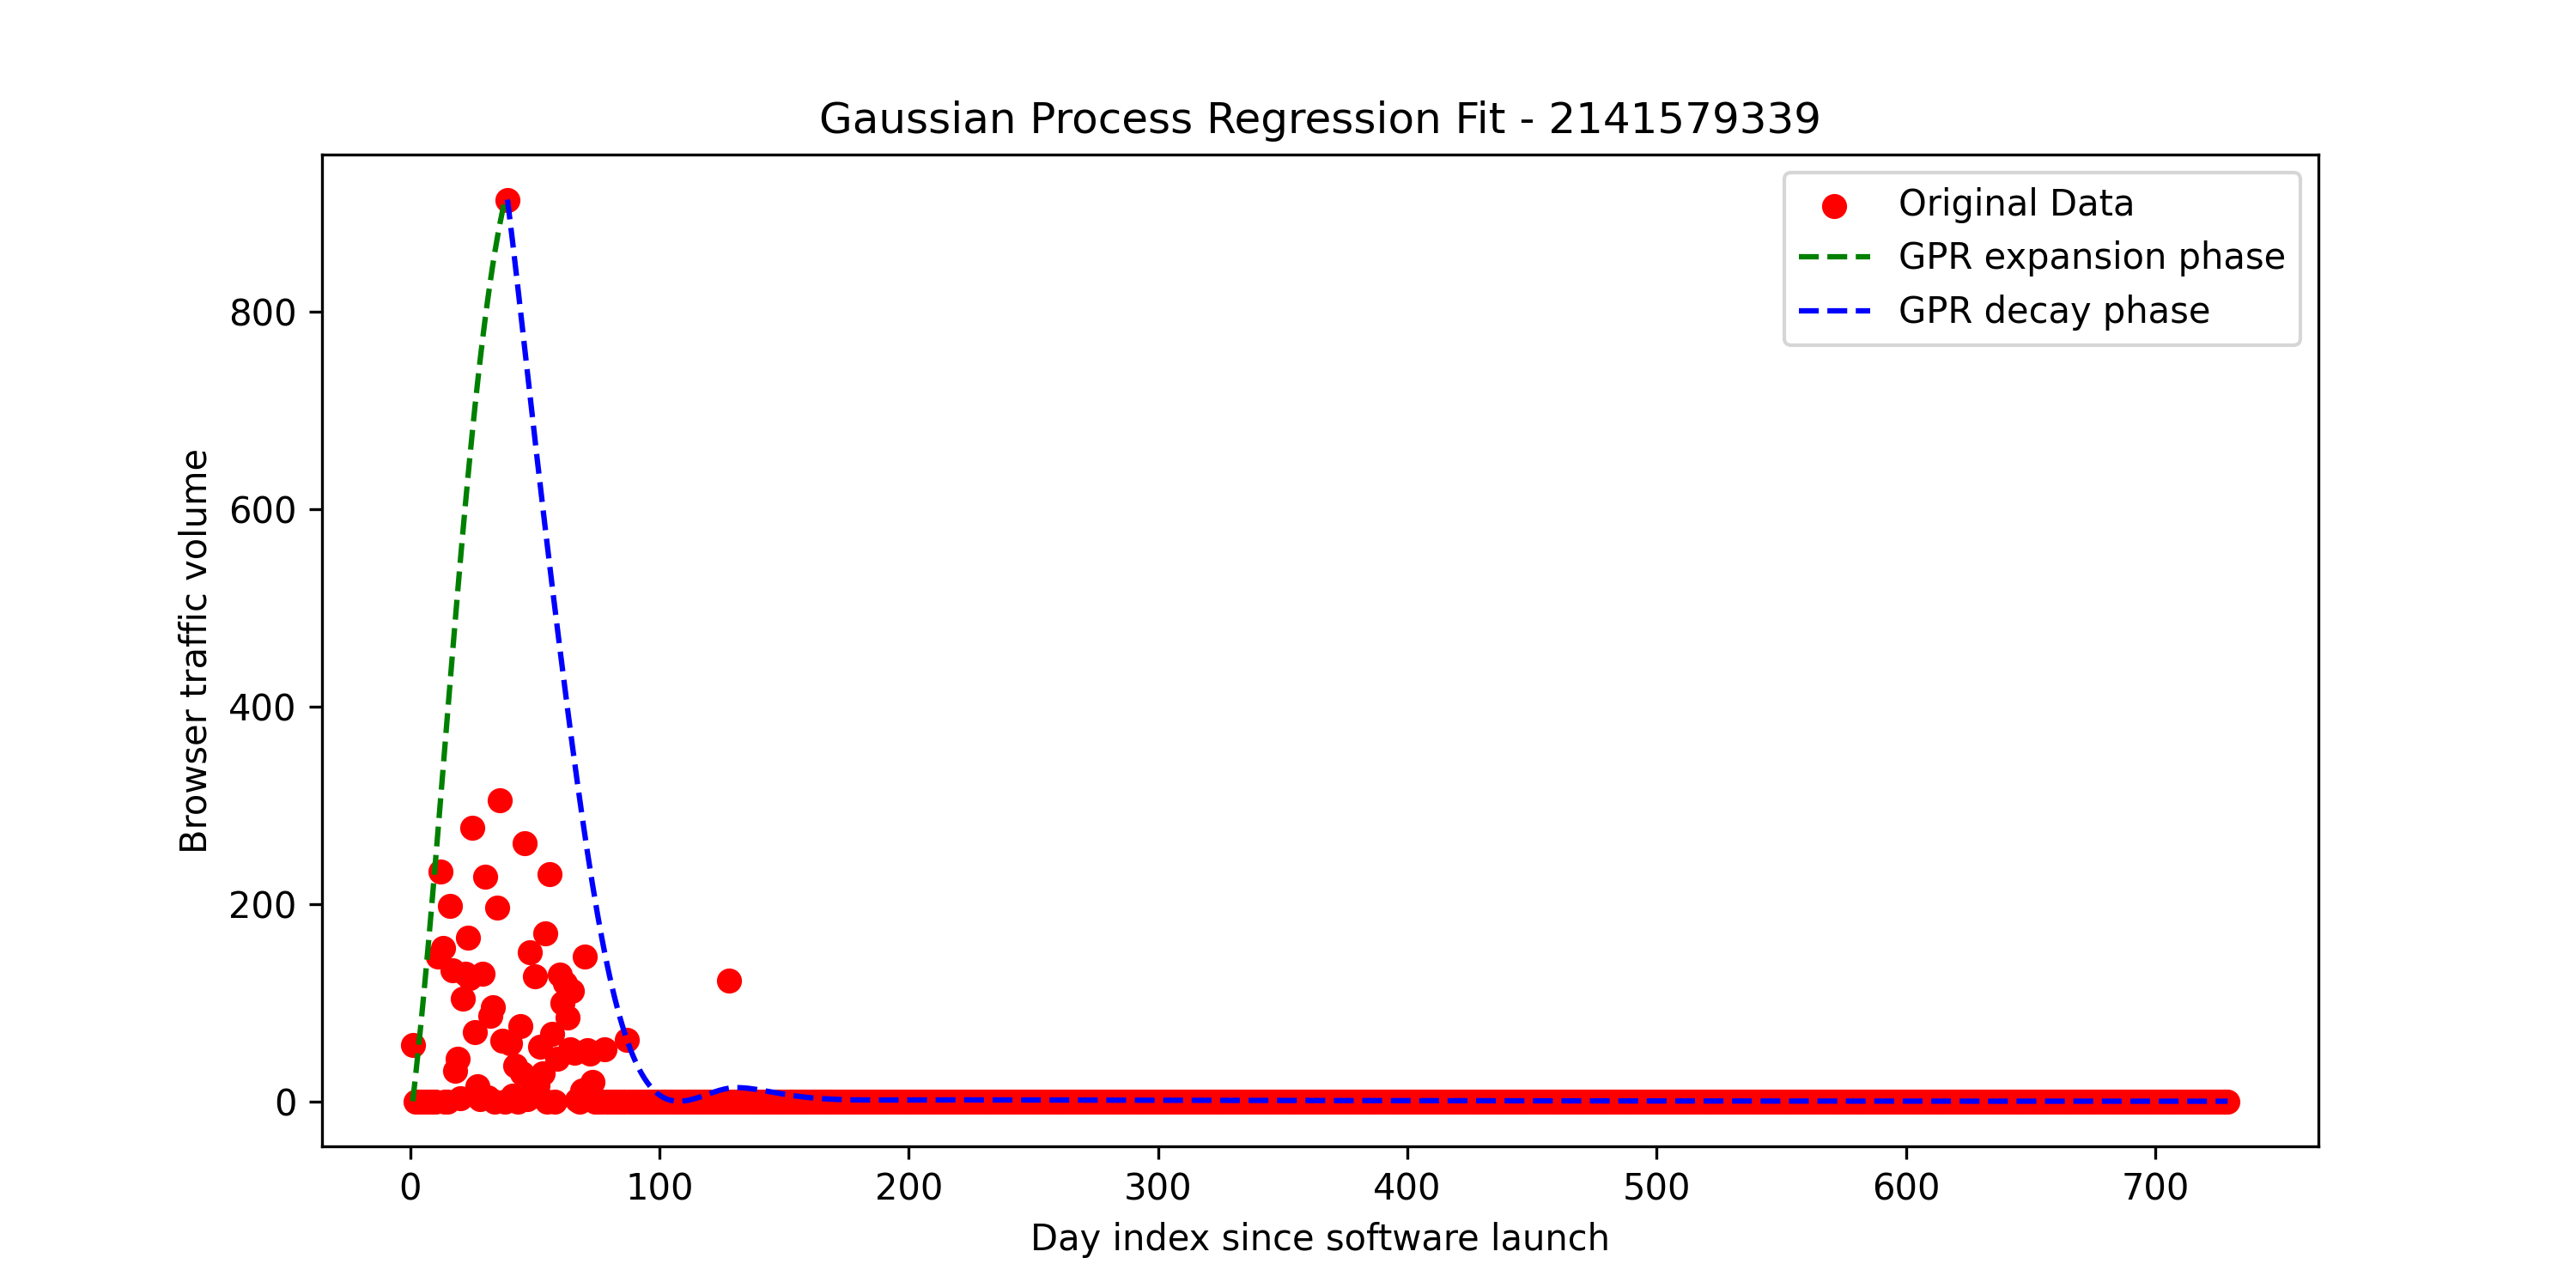 Gaussian Process Regression Fit - 2141579339
Original Data
GPR expansion phase
GPR decay phase
Browser traffic volume
800
600
400
200
0
0 100 200 300 400 500 600 700
Day index since software launch